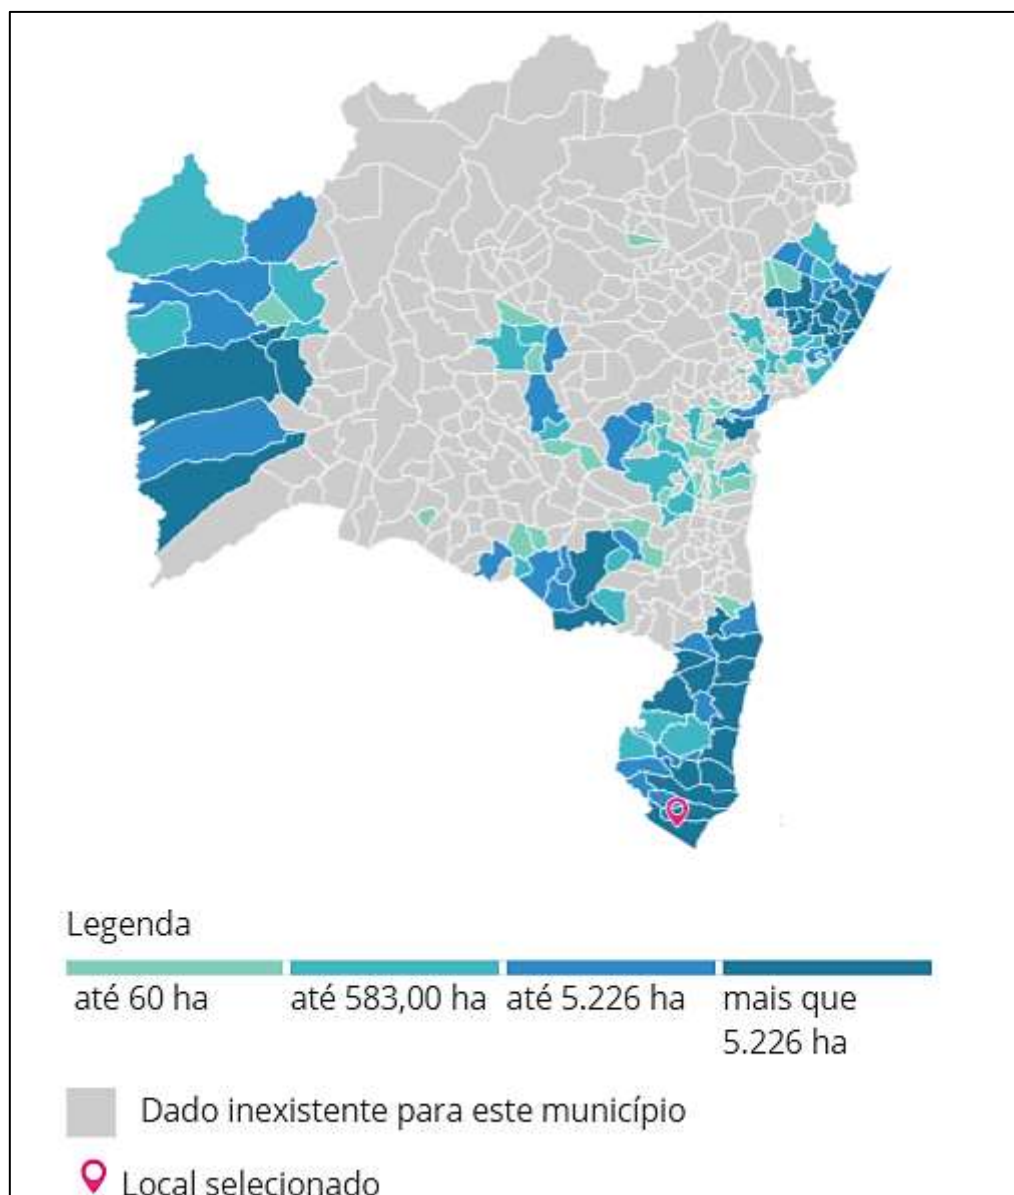 Legenda
até 60 ha
até 583,00 ha
até 5.226 ha
mais que
5.226 ha
Dado inexistente para este município
Local selecionado